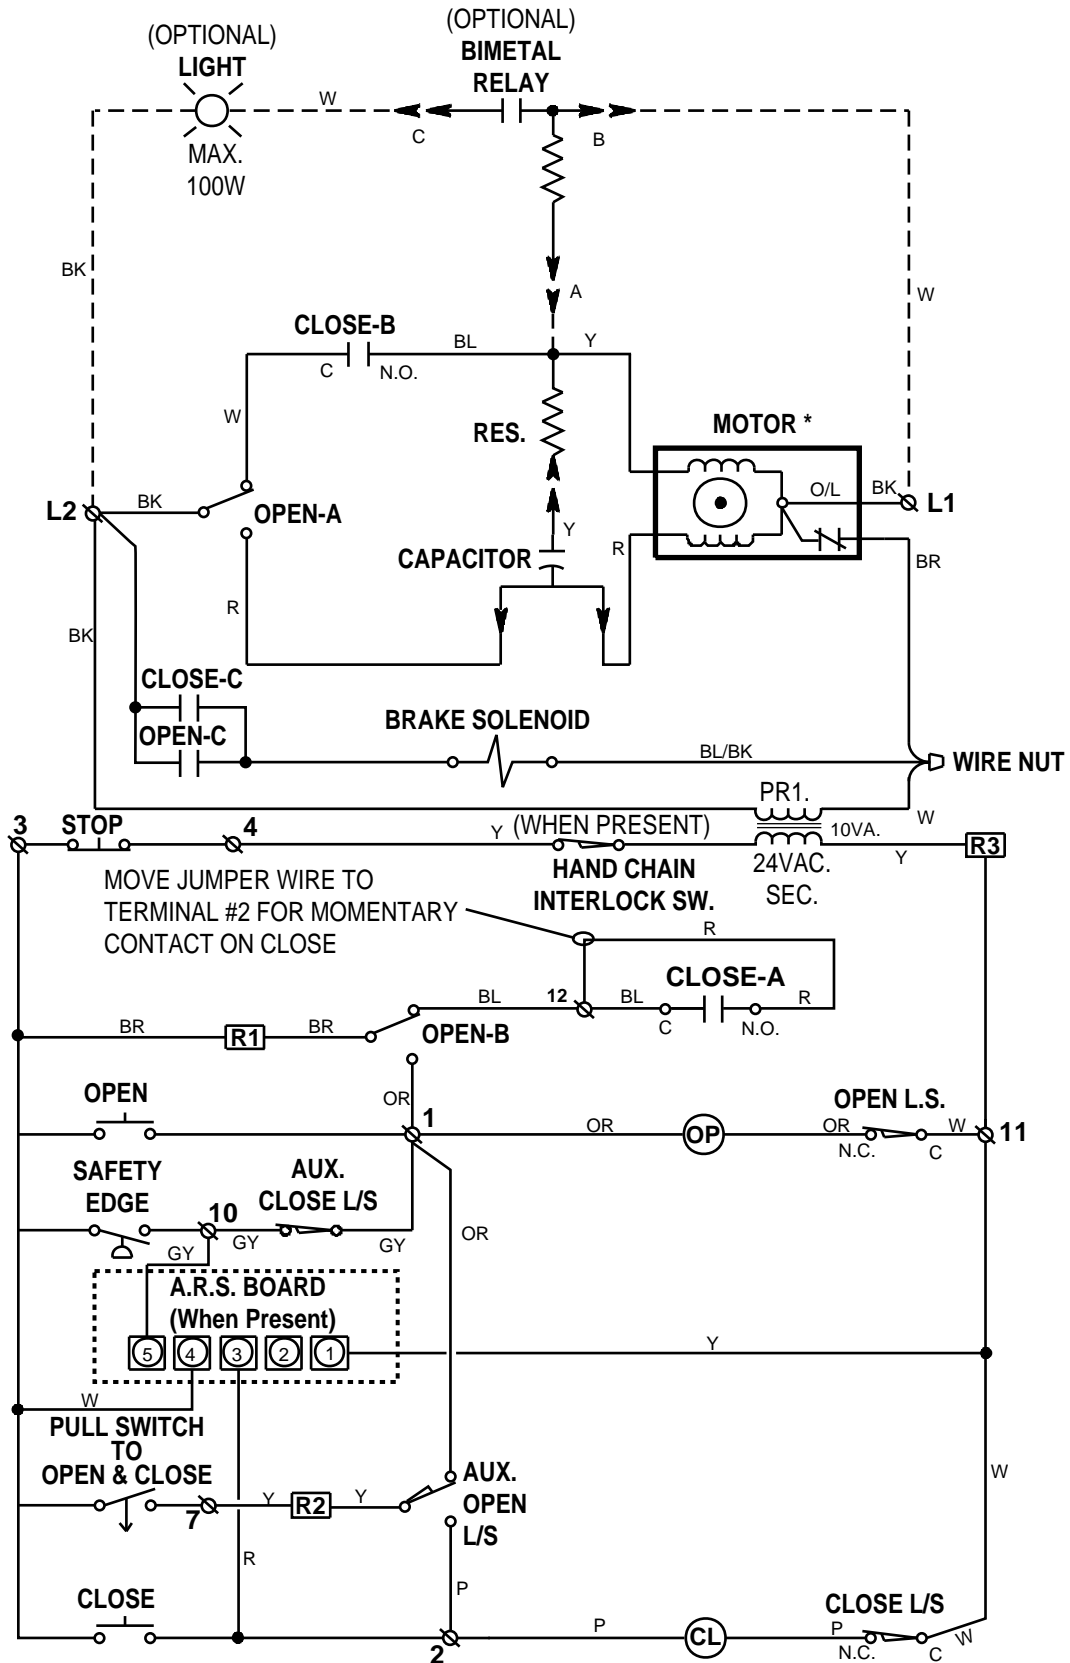 (OPTIONAL)
LIGHT
(OPTIONAL)
BIMETAL
RELAY
W
C
B
MAX.
100W
BK
A
W
CLOSE-B
BL
Y
C
N.O.
W
RES.
MOTOR *
L2
BK
OPEN-A
O/L
BK
L1
Y
CAPACITOR
R
BR
R
BK
CLOSE-C
OPEN-C
BRAKE SOLENOID
BL/BK
WIRE NUT
PR1.
3
STOP
4
Y
(WHEN PRESENT)
10VA.
W
Y
R3
HAND CHAIN
INTERLOCK SW.
24VAC.
SEC.
MOVE JUMPER WIRE TO
TERMINAL #2 FOR MOMENTARY
CONTACT ON CLOSE
R
CLOSE-A
BL
12
BL
R
C
N.O.
BR
R1
BR
OPEN-B
OPEN
OR
1
OR
OP
OPEN L.S.
OR
W
11
N.C.
C
SAFETY
EDGE
10
AUX.
CLOSE L/S
GY
GY
GY
OR
A.R.S. BOARD
(When Present)
5
4
3
2
1
Y
W
PULL SWITCH
TO
OPEN & CLOSE
7
Y
R2
Y
AUX.
OPEN
L/S
W
R
P
CLOSE
2
P
CL
CLOSE L/S
P
N.C.
C
W